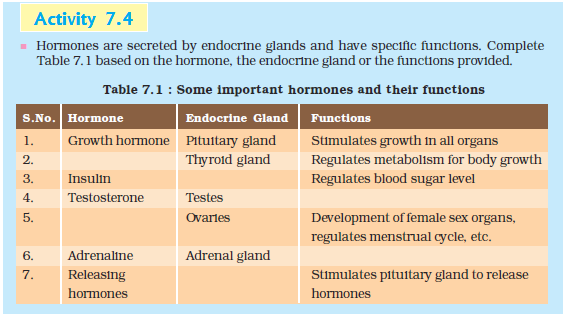 Activity 7.4
Hormones are secreted by endocrine glands and have specific functions. Complete
Table 7.1 based on the hormone, the endocrine gland or the functions provided.
Table 7.1 : Some important hormones and their functions
S.No. Hormone Endocrine Gland Functions
1. Growth hormone Pituitary gland Stimulates growth in all organs
2. Thyroid gland Regulates metabolism for body growth
3. Insulin Regulates blood sugar level
4. Testosterone Testes
5. Ovaries Development of female sex organs,
regulates menstrual cycle, etc.
6. Adrenaline Adrenal gland
7. Releasing Stimulates pituitary gland to release
hormones hormones